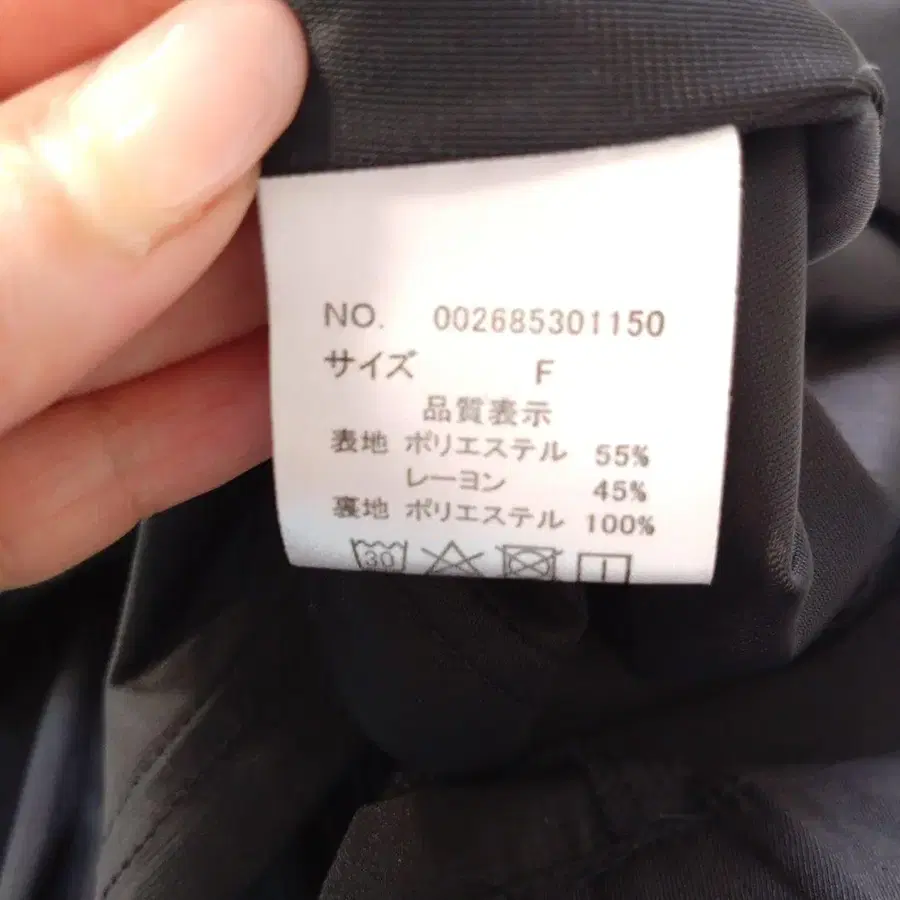 NO. 002685301150
サイズ F
品質表示
表地 ポリエステル 55%
レーヨン 45%
裏地 ポリエステル 100%
30